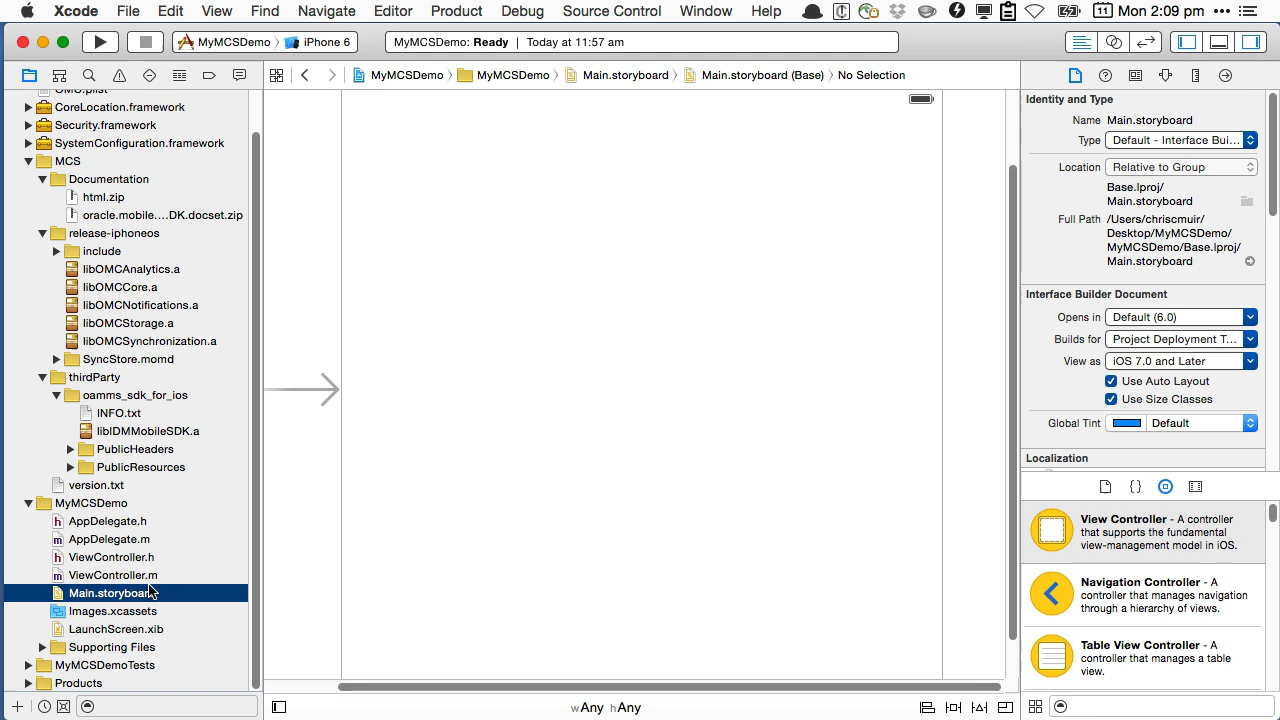 Xcode File Edit View Find Navigate Editor Product Debug Source Control Window Help 11 Mon 2:09 pm
MyMCSDemo iPhone 6 MyMCSDemo: Ready | Today at 11:57 am
MyMCSDemo MyMCSDemo Main.storyboard Main.storyboard (Base) No Selection
OMC.plist
CoreLocation.framework
Security.framework
SystemConfiguration.framework
MCS
Documentation
html.zip
oracle.mobile....DK.docset.zip
release-iphoneos
include
libOMCAnalytics.a
libOMCCore.a
libOMCNotifications.a
libOMCStorage.a
libOMCSynchronization.a
SyncStore.momd
thirdParty
oamms_sdk_for_ios
INFO.txt
libIDMMobileSDK.a
PublicHeaders
PublicResources
version.txt
MyMCSDemo
h AppDelegate.h
m AppDelegate.m
h ViewController.h
m ViewController.m
Main.storyboard
Images.xcassets
LaunchScreen.xib
Supporting Files
MyMCSDemoTests
Products
wAny hAny
Identity and Type
Name Main.storyboard
Type Default - Interface Bui...
Location Relative to Group
Base.lproj/
Main.storyboard
Full Path /Users/chriscmuir/
Desktop/MyMCSDemo/
MyMCSDemo/Base.lproj/
Main.storyboard
Interface Builder Document
Opens in Default (6.0)
Builds for Project Deployment T...
View as iOS 7.0 and Later
Use Auto Layout
Use Size Classes
Global Tint Default
Localization
View Controller - A controller
that supports the fundamental
view-management model in iOS.
Navigation Controller - A
controller that manages navigation
through a hierarchy of views.
Table View Controller - A
controller that manages a table
view.